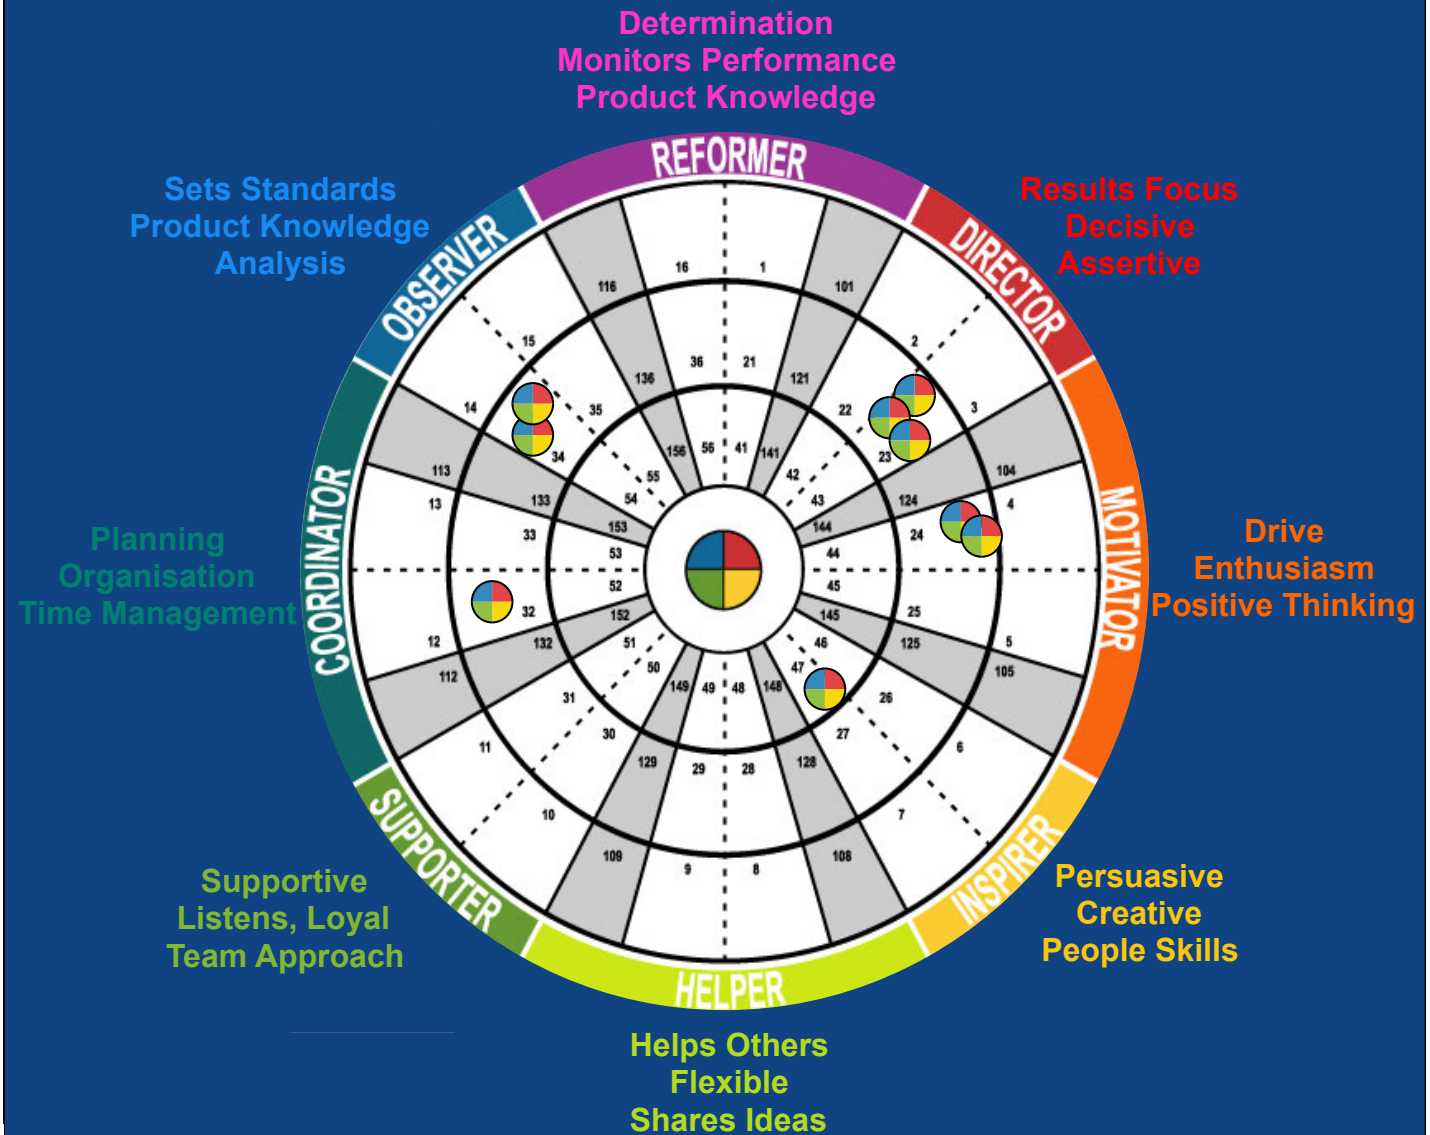 Determination
Monitors Performance
Product Knowledge
REFORMER
Sets Standards
Product Knowledge
Analysis
OBSERVER
Results Focus
Decisive
Assertive
DIRECTOR
116
16
1
101
15
136
36
21
121
2
14
35
22
3
34
156
56
41
141
23
113
55
42
104
13
133
54
43
124
4
33
153
144
24
53
44
COORDINATOR
MOTIVATOR
Planning
Organisation
Time Management
Drive
Enthusiasm
Positive Thinking
52
45
32
152
145
25
12
132
51
46
125
5
112
50
47
105
31
149
49
48
148
26
11
30
27
6
129
29
28
128
10
7
109
9
8
108
SUPPORTER
INSPIRER
Supportive
Listens, Loyal
Team Approach
Persuasive
Creative
People Skills
HELPER
Helps Others
Flexible
Shares Ideas